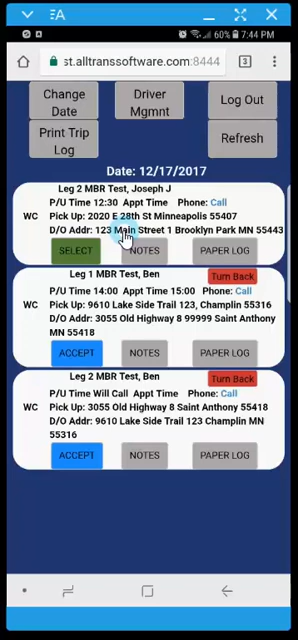 60% 7:44 PM
st.alltranssoftware.com:8444
3
Change Date
Driver Mgmnt
Log Out
Print Trip Log
Refresh
Date: 12/17/2017
Leg 2 MBR Test, Joseph J
P/U Time 12:30 Appt Time Phone: Call
WC Pick Up: 2020 E 28th St Minneapolis 55407
D/O Addr: 123 Main Street 1 Brooklyn Park MN 55443
SELECT NOTES PAPER LOG
Leg 1 MBR Test, Ben Turn Back
P/U Time 14:00 Appt Time 15:00 Phone: Call
WC Pick Up: 9610 Lake Side Trail 123, Champlin 55316
D/O Addr: 3055 Old Highway 8 99999 Saint Anthony
MN 55418
ACCEPT NOTES PAPER LOG
Leg 2 MBR Test, Ben Turn Back
P/U Time Will Call Appt Time Phone: Call
WC Pick Up: 3055 Old Highway 8 Saint Anthony 55418
D/O Addr: 9610 Lake Side Trail 123 Champlin MN
55316
ACCEPT NOTES PAPER LOG